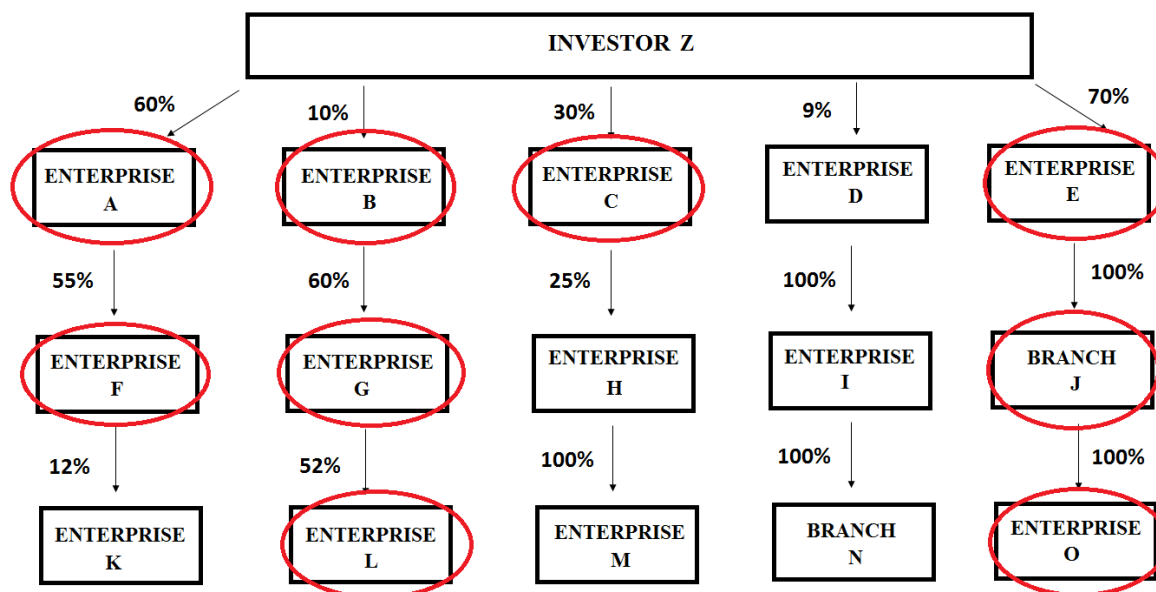 INVESTOR Z
60%
10%
30%
9%
70%
ENTERPRISE
A
ENTERPRISE
B
ENTERPRISE
C
ENTERPRISE
D
ENTERPRISE
E
55%
60%
25%
100%
100%
ENTERPRISE
F
ENTERPRISE
G
ENTERPRISE
H
ENTERPRISE
I
BRANCH
J
12%
52%
100%
100%
100%
ENTERPRISE
K
ENTERPRISE
L
ENTERPRISE
M
BRANCH
N
ENTERPRISE
O